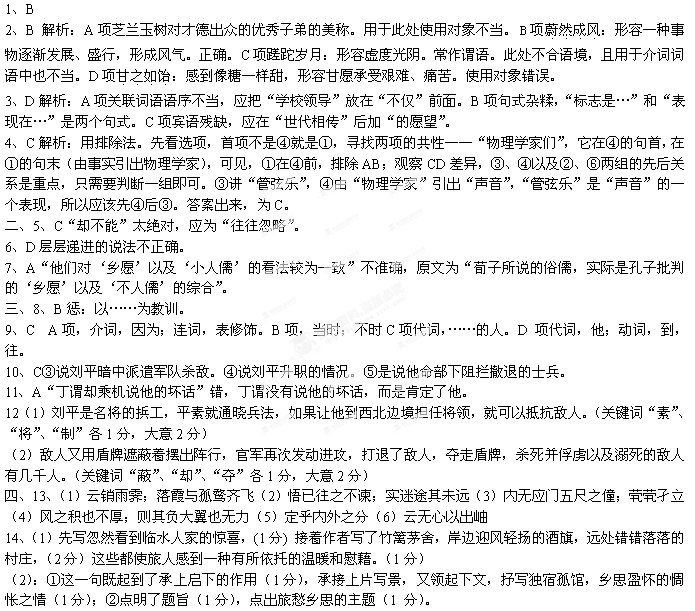 1、B
2、B 解析：A 项芝兰玉树对才德出众的优秀子弟的美称。用于此处使用对象不当。B 项蔚然成风：形容一种事
物逐渐发展、盛行，形成风气。正确。C 项蹉跎岁月：形容虚度光阴。常作谓语。此处不合语境，且用于介词词
语中也不当。D 项甘之如饴：感到像糖一样甜，形容甘愿承受艰难、痛苦。使用对象错误。
3、D 解析：A 项关联词语语序不当，应把“学校领导”放在“不仅”前面。B 项句式杂糅，“标志是…”和“表
现在…”是两个句式。C 项宾语残缺，应在“世代相传”后加“的愿望”。
4、C 解析：用排除法。先看选项，首项不是④就是①，寻找两项的共性——“物理学家们”，它在④的句首，在
①的句末（由事实引出物理学家），可见，①在④前，排除 AB；观察 CD 差异，③、④以及②、⑥两组的先后关
系是重点，只需要判断一组即可。③讲“管弦乐”，④由“物理学家”引出“声音”，“管弦乐”是“声音”的一
个表现，所以应该先④后③。答案出来，为 C。
二、5、C“却不能”太绝对，应为“往往忽略”。
6、D 层层递进的说法不正确。
7、A“他们对‘乡愿’以及‘小人儒’的看法较为一致”不准确，原文为“荀子所说的俗儒，实际是孔子批判
的‘乡愿’以及‘不人儒’的综合”。
三、8、B 惩：以……为教训。
9、C A 项，介词，因为；连词，表修饰。B 项，当时；不时 C 项代词，……的人。D 项代词，他；动词，到，
往。
10、C③说刘平暗中派遣军队杀敌。④说刘平升职的情况。⑤是说他命部下阻拦撤退的士兵。
11、A“丁谓却乘机说他的坏话”错，丁谓没有说他的坏话，而是肯定了他。
12（1）刘平是名将的拆工，平素就通晓兵法，如果让他到西北边境担任将领，就可以抵抗敌人。（关键词“素”、
“将”、“制”各 1 分，大意 2 分）
（2）敌人又用盾牌遮蔽着摆出阵行，官军再次发动进攻，打退了敌人，夺走盾牌，杀死并俘虏以及溺死的敌人
有几千人。（关键词“蔽”、“却”、“夺”各 1 分，大意 2 分）
四、13、（1）云销雨霁；落霞与孤鹜齐飞（2）悟已往之不谏；实迷途其未远（3）内无应门五尺之僮；茕茕孑立
（4）风之积也不厚；则其负大翼也无力（5）定乎内外之分（6）云无心以出岫
14、（1）先写忽然看到临水人家的惊喜，(1 分) 接着作者写了竹篱茅舍，岸边迎风轻扬的酒旗，远处错错落落的
村庄，（2 分）这些都使旅人感到一种有所依托的温暖和慰藉。（1 分）
（2）：①这一句既起到了承上启下的作用（1 分），承接上片写景，又领起下文，抒写独宿孤馆，乡思盈怀的惆
怅之情（1 分）；②点明了题旨（1 分），点出旅愁乡思的主题（1 分）。